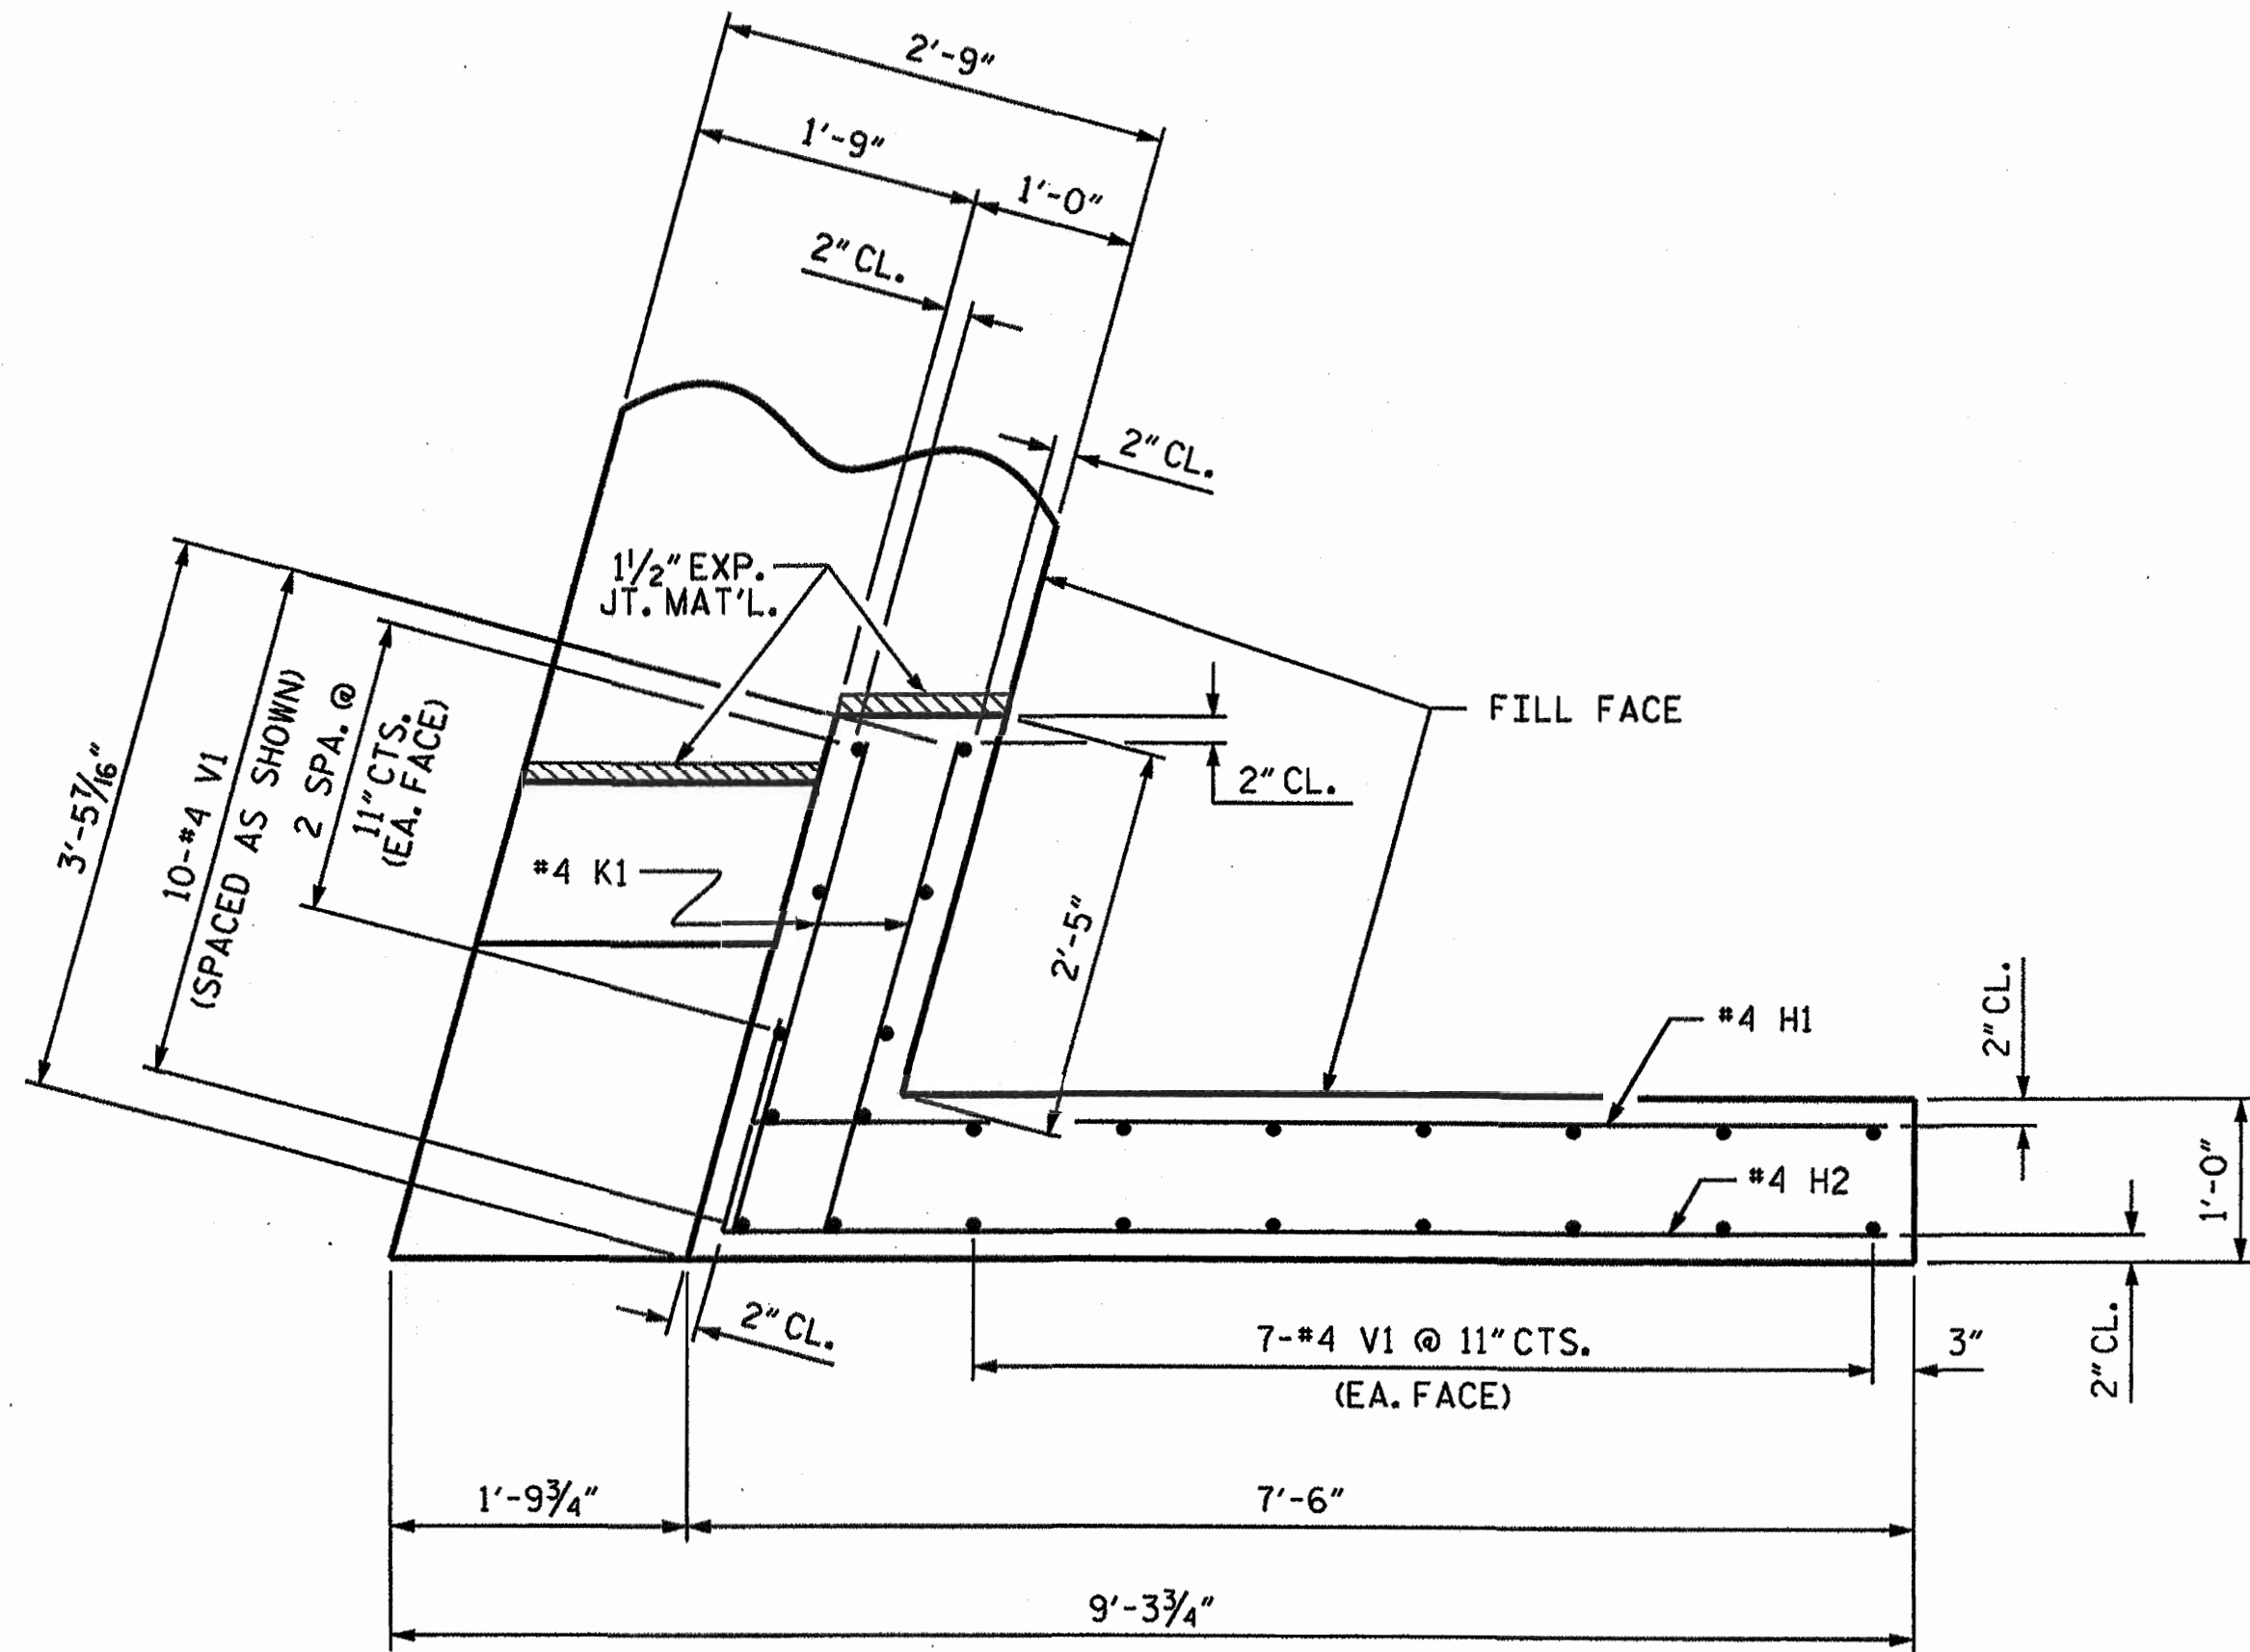 2'-9"
1'-9"
1'-0"
2" CL.
2" CL.
1½" EXP.
JT. MAT'L.
FILL FACE
2" CL.
3'-5 7/16"
10-#4 V1
(SPACED AS SHOWN)
2 SPA. @
11" CTS.
(EA. FACE)
#4 K1
2'-5"
#4 H1
2" CL.
#4 H2
1'-0"
2" CL.
7-#4 V1 @ 11" CTS.
(EA. FACE)
3"
2" CL.
1'-9¾"
7'-6"
9'-3¾"